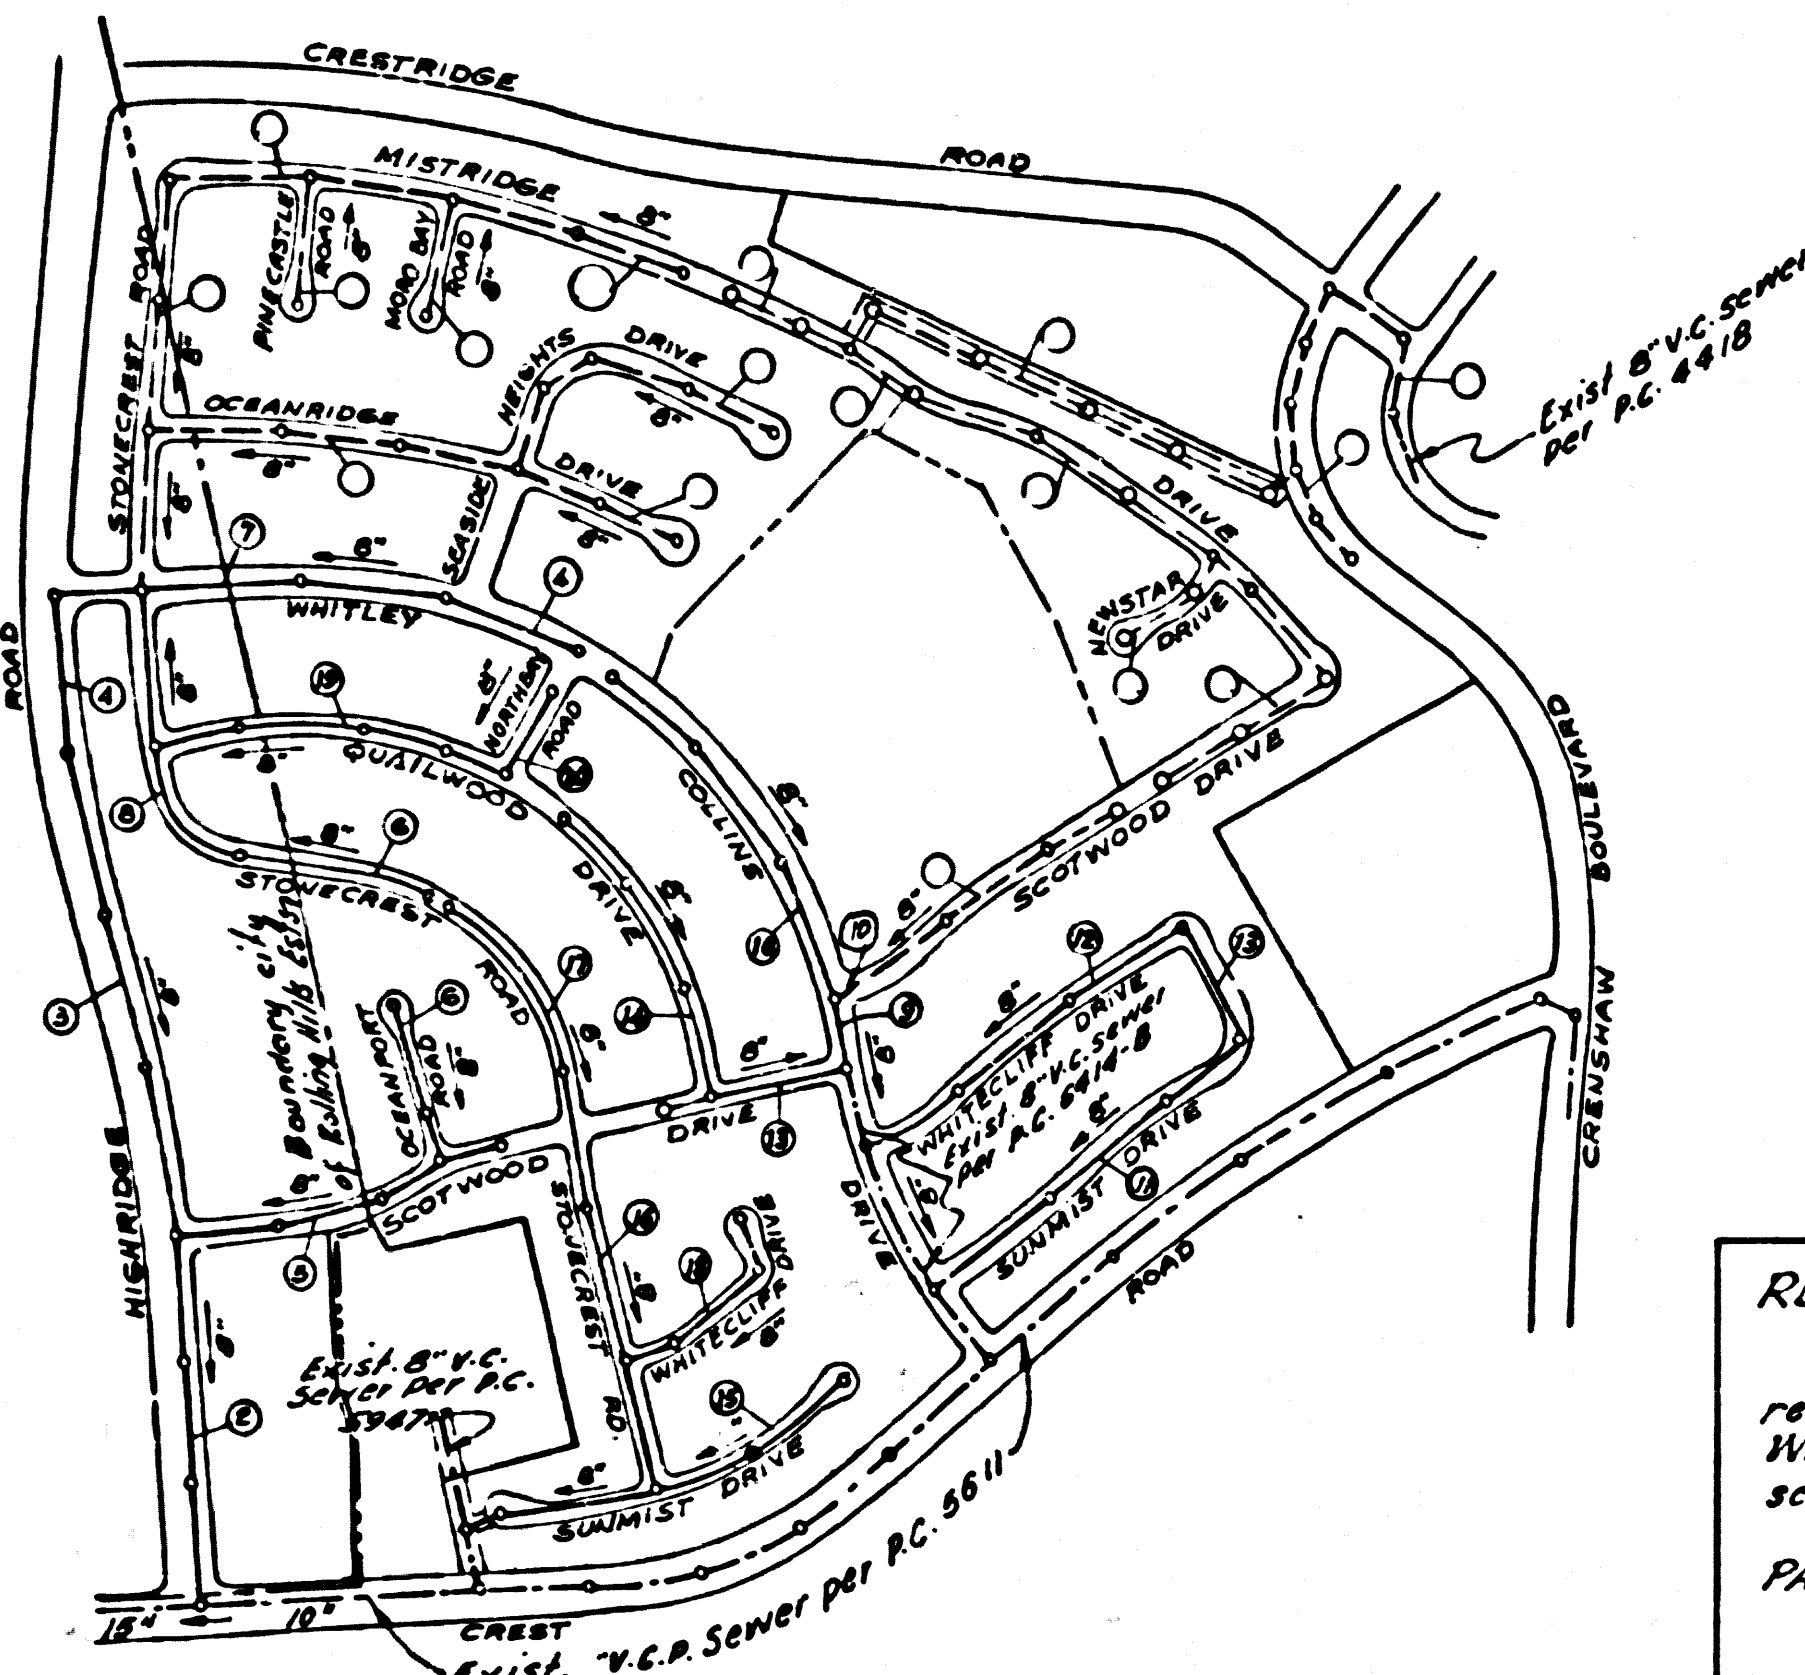 CRESTRIDGE
ROAD
MISTRIDGE
8"
PINECASTLE
ROAD
8"
MORO BAY
ROAD
8"
STONECREST ROAD
8"
HEIGHTS
DRIVE
8"
Exist 8" V.C. sewer
per P.C. 4418
OCEANRIDGE
8"
DRIVE
8"
SEASIDE
8"
DRIVE
7
8"
4
WHITLEY
NEWSTAR
DRIVE
ROAD
4
8"
19
8"
NORTHBAY
ROAD
QUAILWOOD
8"
20
COLLINS
8"
SCOTWOOD DRIVE
BOULEVARD
8
8"
6
STONECREST
DRIVE
8"
8"
Boundary city
of Rolling Hills Ests.
ROAD
17
10
10
12
13
3
8"
OCEANPORT
ROAD
6
8"
8"
14
8"
9
8"
8"
WHITECLIFF DRIVE
Exist. 8" V.C. Sewer
per P.C. 6414-B
CRENSHAW
DRIVE
13
8"
SUNMIST DRIVE
11
HIGHRIDGE
8"
SCOTWOOD
5
STONECREST
RD.
16
8"
DRIVE
8"
DRIVE
18
WHITECLIFF
8"
ROAD
8"
2
Exist. 8" V.C.
Sewer per P.C.
5947
15
8"
SUNMIST DRIVE
15"
10"
CREST
Exist. "V.C.P. Sewer per P.C. 5611